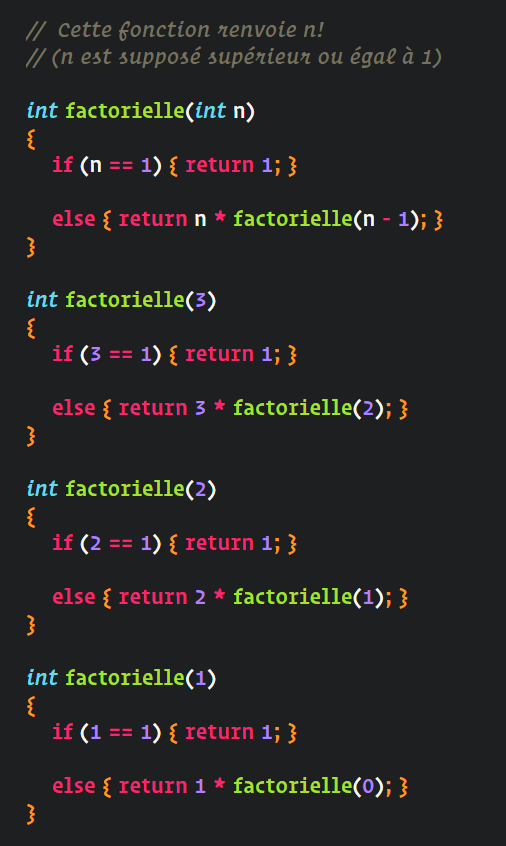 // Cette fonction renvoie n!
// (n est supposé supérieur ou égal à 1)
int factorielle(int n)
{
if (n == 1) { return 1; }
else { return n * factorielle(n - 1); }
}
int factorielle(3)
{
if (3 == 1) { return 1; }
else { return 3 * factorielle(2); }
}
int factorielle(2)
{
if (2 == 1) { return 1; }
else { return 2 * factorielle(1); }
}
int factorielle(1)
{
if (1 == 1) { return 1; }
else { return 1 * factorielle(0); }
}